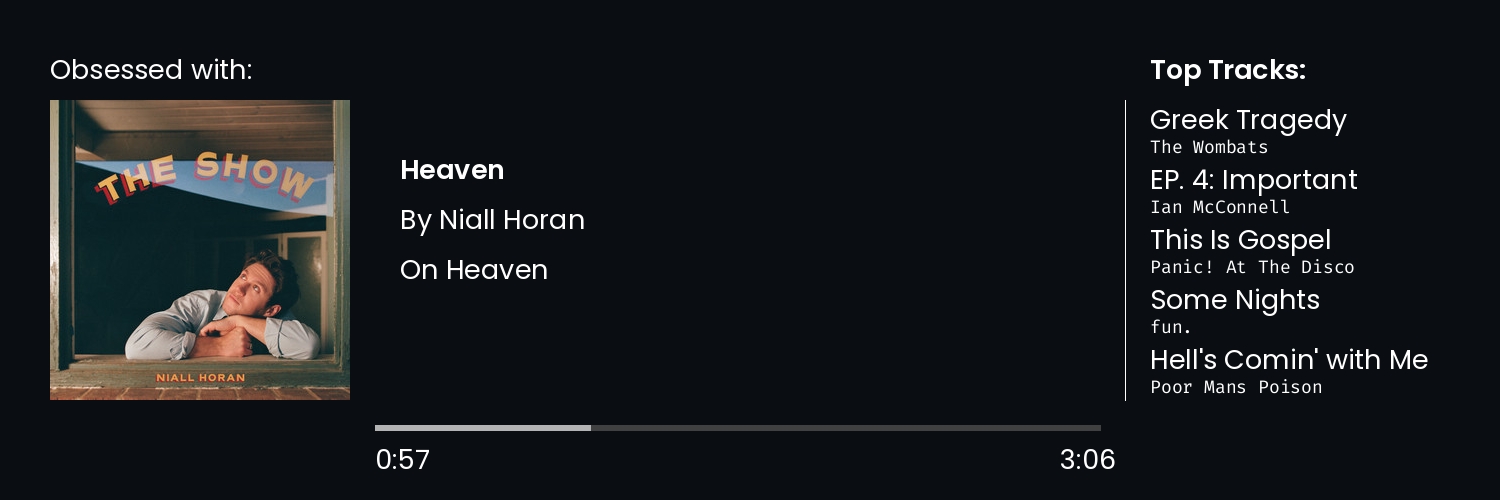 Obsessed with:
THE SHOW
NIALL HORAN
Heaven
By Niall Horan
On Heaven
0:57
3:06
Top Tracks:
Greek Tragedy
The Wombats
EP. 4: Important
Ian McConnell
This Is Gospel
Panic! At The Disco
Some Nights
fun.
Hell's Comin' with Me
Poor Mans Poison